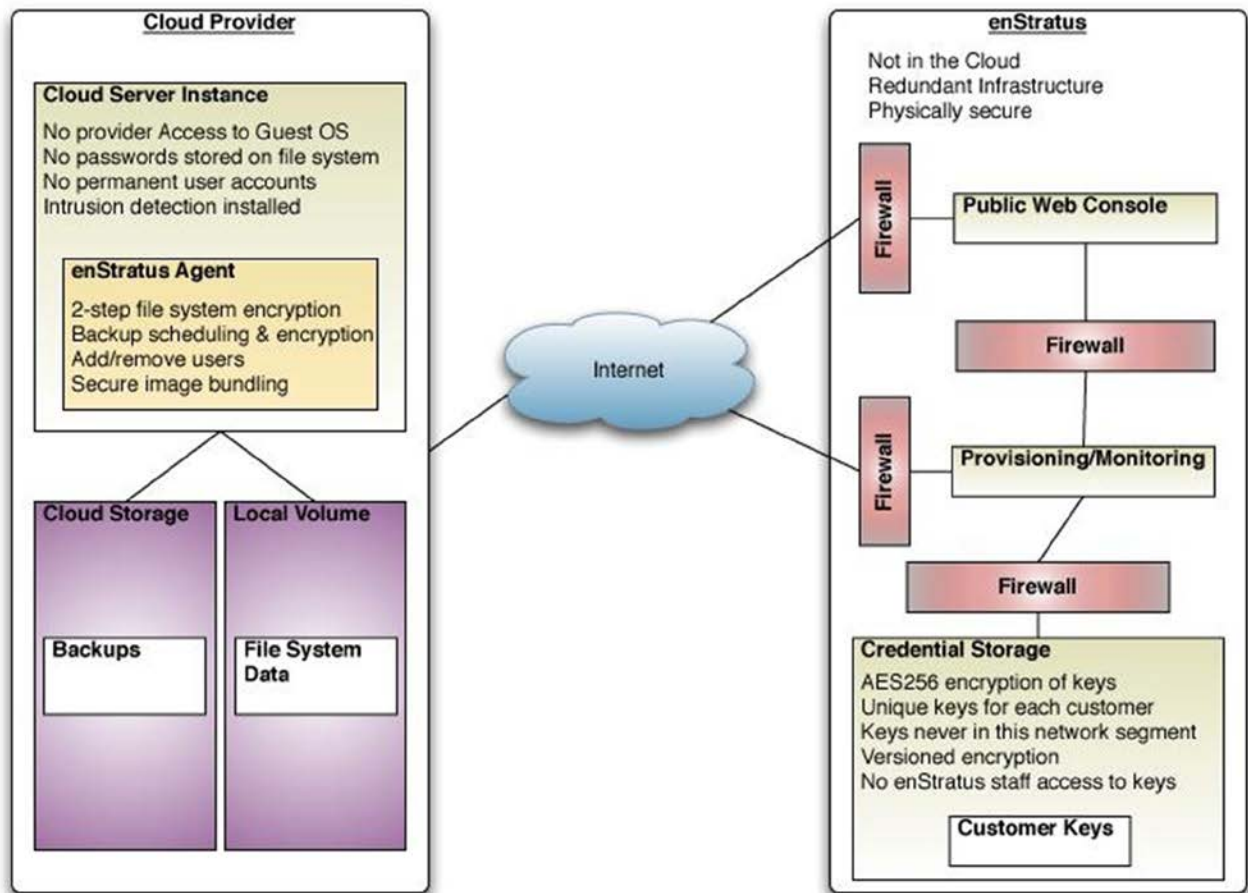 Cloud Provider
Cloud Server Instance
No provider Access to Guest OS
No passwords stored on file system
No permanent user accounts
Intrusion detection installed
enStratus Agent
2-step file system encryption
Backup scheduling & encryption
Add/remove users
Secure image bundling
Cloud Storage
Backups
Local Volume
File System
Data
Internet
enStratus
Not in the Cloud
Redundant Infrastructure
Physically secure
Firewall
Public Web Console
Firewall
Firewall
Provisioning/Monitoring
Firewall
Credential Storage
AES256 encryption of keys
Unique keys for each customer
Keys never in this network segment
Versioned encryption
No enStratus staff access to keys
Customer Keys